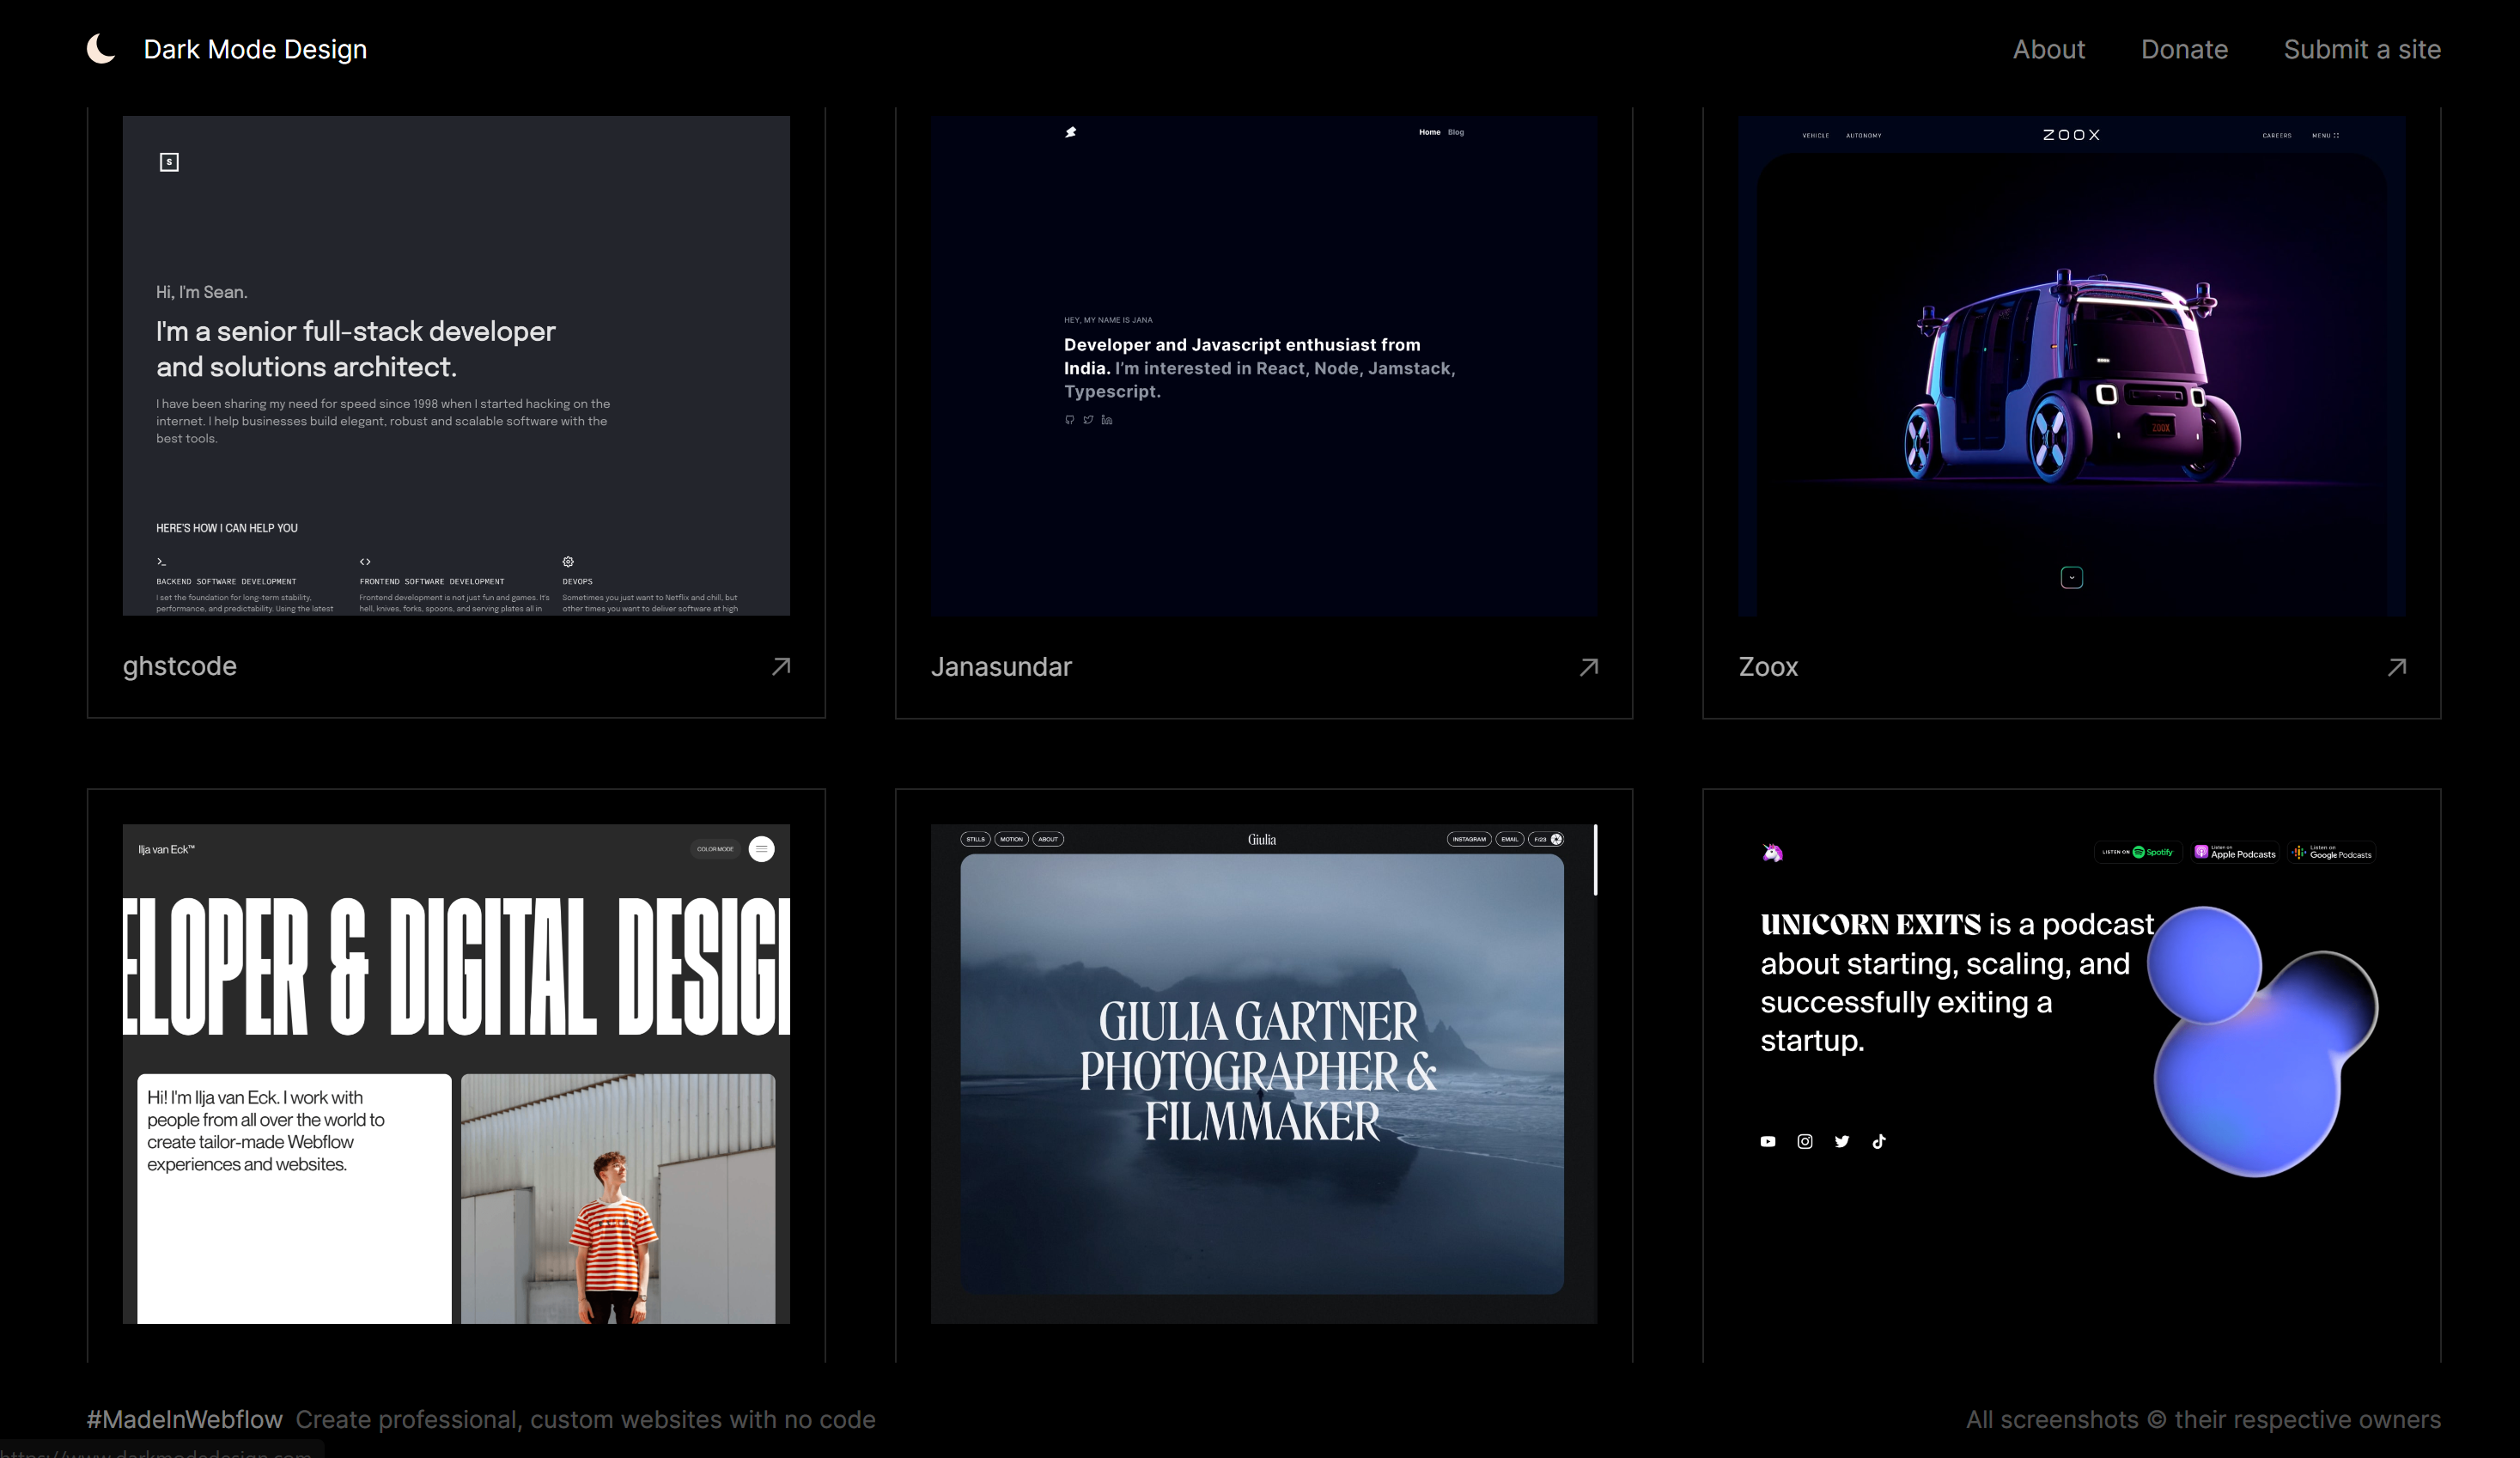 Dark Mode Design
About Donate Submit a site
S
Hi, I'm Sean.
I'm a senior full-stack developer
and solutions architect.
I have been sharing my need for speed since 1998 when I started hacking on the
internet. I help businesses build elegant, robust and scalable software with the
best tools.
HERE'S HOW I CAN HELP YOU
BACKEND SOFTWARE DEVELOPMENT
I set the foundation for long-term stability,
performance, and predictability. Using the latest
FRONTEND SOFTWARE DEVELOPMENT
Frontend development is not just fun and games. It's
hell, knives, forks, spoons, and serving plates all in
DEVOPS
Sometimes you just want to Netflix and chill, but
other times you want to deliver software at high
ghstcode
Home Blog
HEY, MY NAME IS JANA
Developer and Javascript enthusiast from
India. I'm interested in React, Node, Jamstack,
Typescript.
Janasundar
VEHICLE AUTONOMY ZOOX CAREERS MENU
ZOOX
Zoox
Ilja van Eck™ COLOR MODE
ELOPER & DIGITAL DESIG
Hi! I'm Ilja van Eck. I work with
people from all over the world to
create tailor-made Webflow
experiences and websites.
STILLS MOTION ABOUT Giulia INSTAGRAM EMAIL F/23
GIULIA GARTNER
PHOTOGRAPHER &
FILMMAKER
LISTEN ON Spotify
Listen on
Apple Podcasts
Listen on
Google Podcasts
UNICORN EXITS is a podcast
about starting, scaling, and
successfully exiting a
startup.
#MadeInWebflow Create professional, custom websites with no code
All screenshots © their respective owners
https://www.darkmodedesign.com